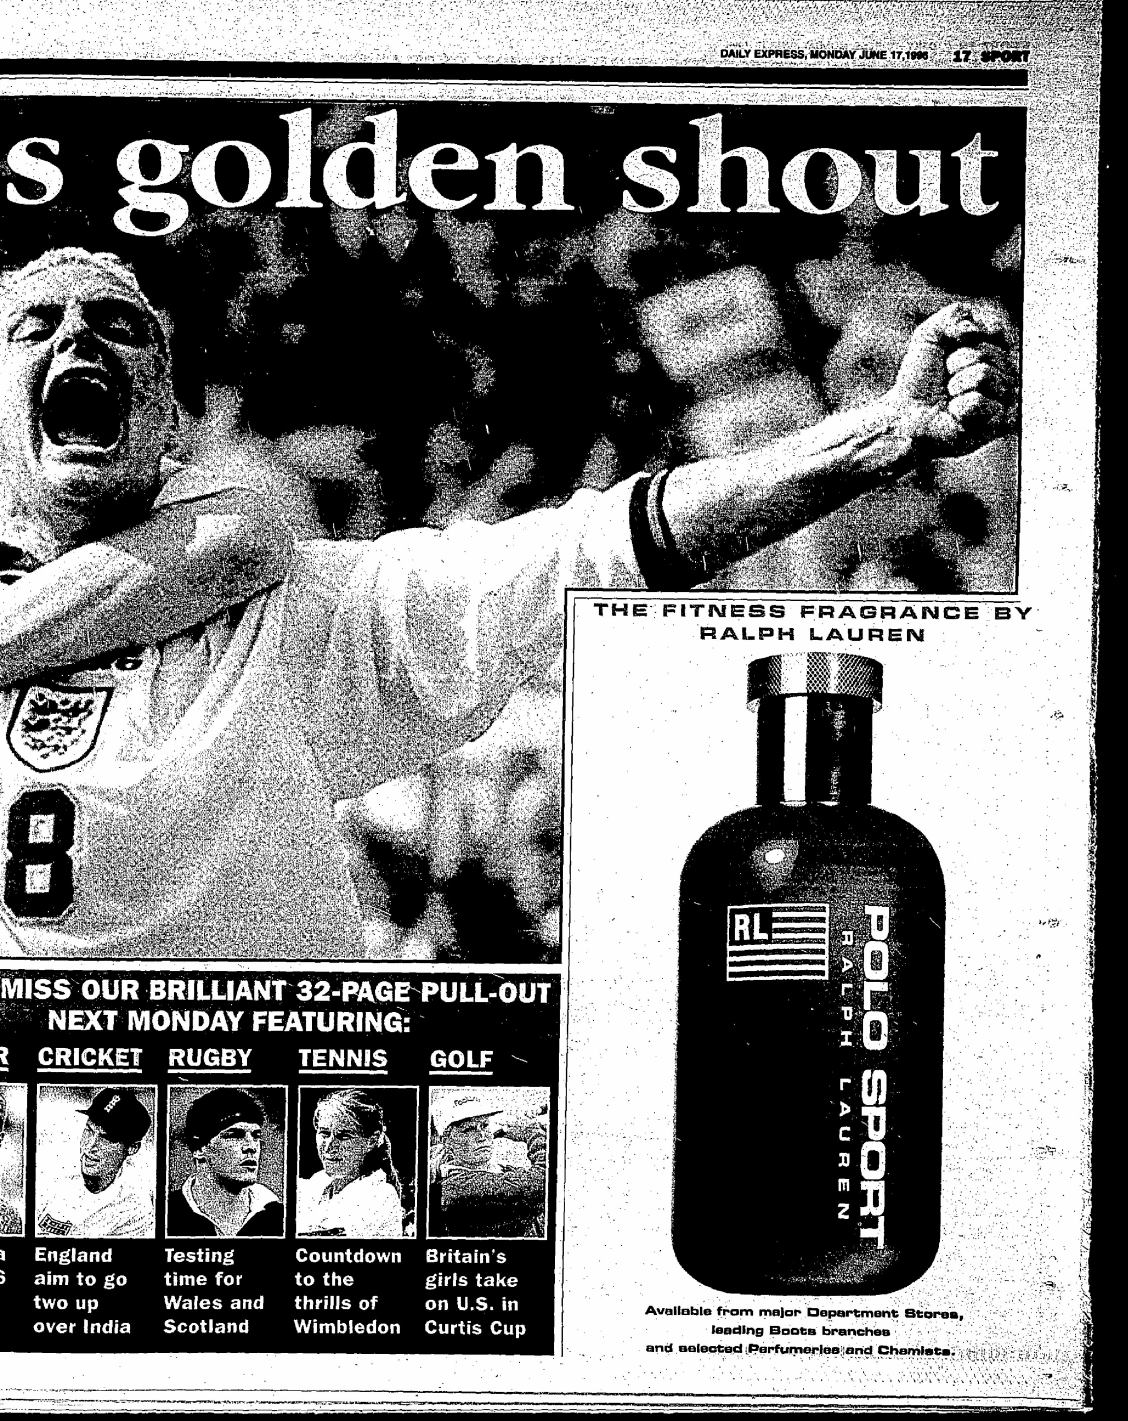 DAILY EXPRESS, MONDAY JUNE 17, 1996 17 SPORT
s golden shout
8
THE FITNESS FRAGRANCE BY
RALPH LAUREN
RL
POLO SPORT
RALPH LAUREN
Available from major Department Stores,
leading Boots branches
and selected Perfumeries and Chemists.
MISS OUR BRILLIANT 32-PAGE PULL-OUT
NEXT MONDAY FEATURING:
R CRICKET RUGBY TENNIS GOLF
England
aim to go
two up
over India
Testing
time for
Wales and
Scotland
Countdown
to the
thrills of
Wimbledon
Britain's
girls take
on U.S. in
Curtis Cup